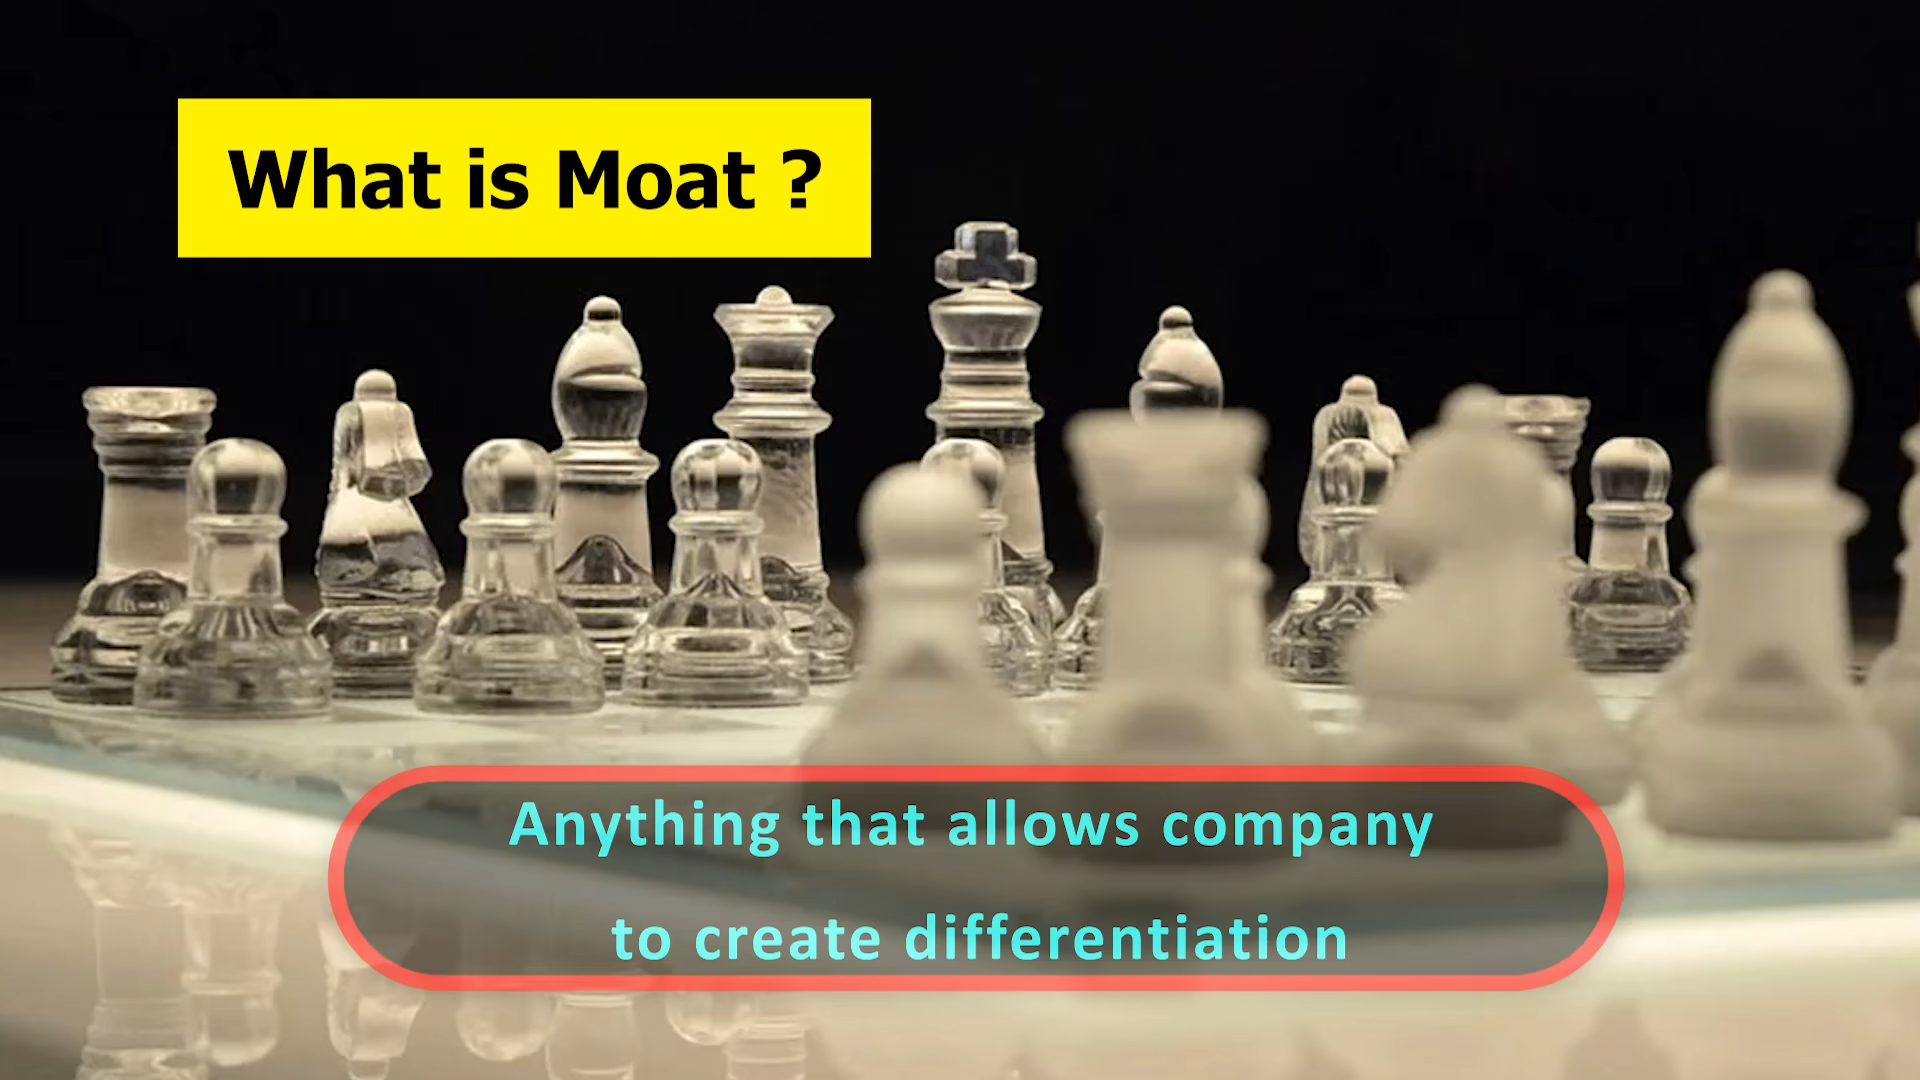 What is Moat ?
Anything that allows company
to create differentiation